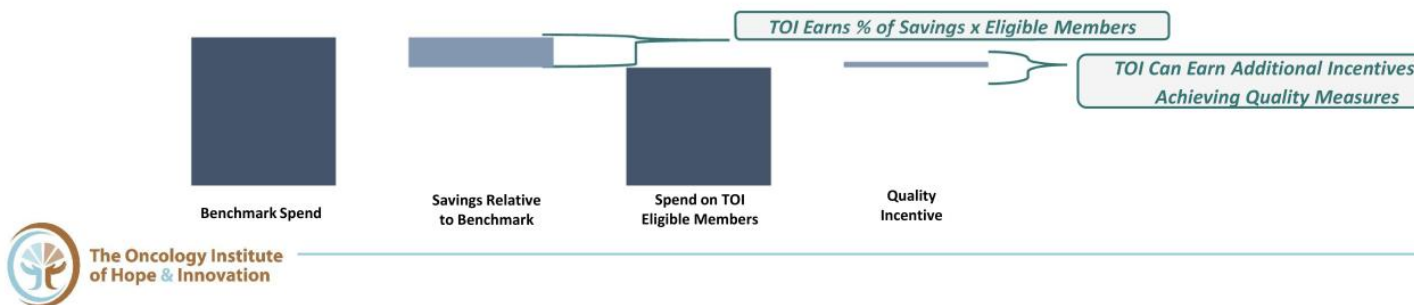 TOI Earns % of Savings x Eligible Members
TOI Can Earn Additional Incentives
Achieving Quality Measures
Benchmark Spend
Savings Relative
to Benchmark
Spend on TOI
Eligible Members
Quality
Incentive
The Oncology Institute
of Hope & Innovation